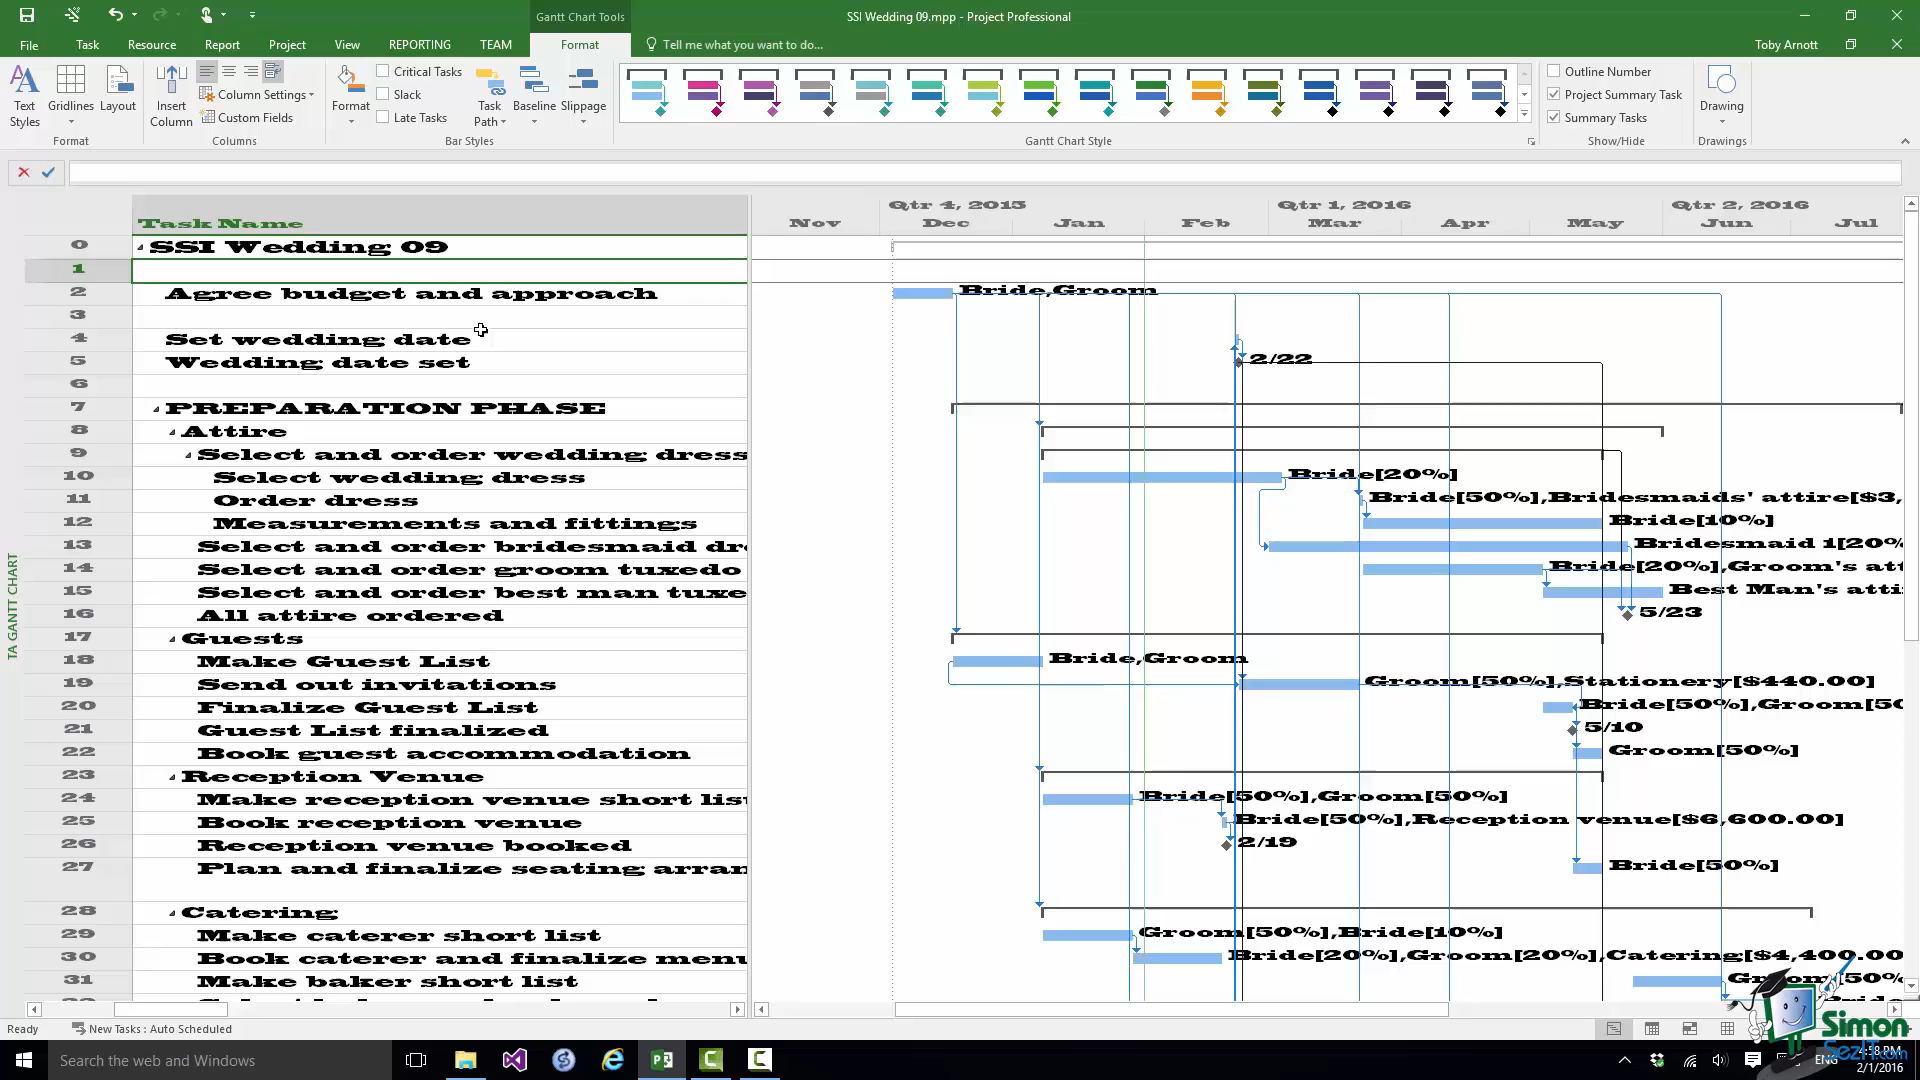 Gantt Chart Tools
SSI Wedding 09.mpp - Project Professional
File Task Resource Report Project View REPORTING TEAM Format Tell me what you want to do... Toby Arnott
Text Styles
Gridlines
Layout
Format
Insert Column
Column Settings
Custom Fields
Columns
Format
Critical Tasks
Slack
Late Tasks
Task Path
Baseline
Slippage
Bar Styles
Gantt Chart Style
Outline Number
Project Summary Task
Summary Tasks
Show/Hide
Drawing
Drawings
Task Name
Qtr 4, 2015 Qtr 1, 2016 Qtr 2, 2016
Nov Dec Jan Feb Mar Apr May Jun Jul
0 SSI Wedding 09
1
2 Agree budget and approach Bride,Groom
3
4 Set wedding date
5 Wedding date set 2/22
6
7 PREPARATION PHASE
8 Attire
9 Select and order wedding dress
10 Select wedding dress Bride[20%]
11 Order dress Bride[50%],Bridesmaids' attire[$3,
12 Measurements and fittings Bride[10%]
13 Select and order bridesmaid dre Bridesmaid 1[20%
14 Select and order groom tuxedo Bride[20%],Groom's att
15 Select and order best man tuxe Best Man's atti
16 All attire ordered 5/23
17 Guests
18 Make Guest List Bride,Groom
19 Send out invitations Groom[50%],Stationery[$440.00]
20 Finalize Guest List Bride[50%],Groom[50
21 Guest List finalized 5/10
22 Book guest accommodation Groom[50%]
23 Reception Venue
24 Make reception venue short list Bride[50%],Groom[50%]
25 Book reception venue Bride[50%],Reception venue[$6,600.00]
26 Reception venue booked 2/19
27 Plan and finalize seating arran Bride[50%]
28 Catering
29 Make caterer short list Groom[50%],Bride[10%]
30 Book caterer and finalize menu Bride[20%],Groom[20%],Catering[$4,400.00
31 Make baker short list Groom[50%
TA GANTT CHART
Ready New Tasks : Auto Scheduled
Simon
SezIT.com
Search the web and Windows
ENG
4:58 PM
2/1/2016